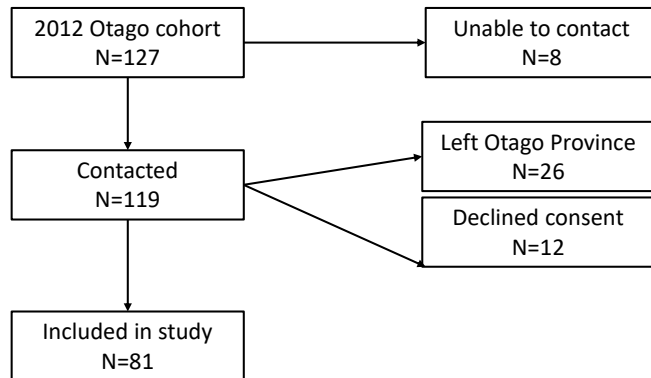 2012 Otago cohort
N=127
Unable to contact
N=8
Contacted
N=119
Left Otago Province
N=26
Declined consent
N=12
Included in study
N=81